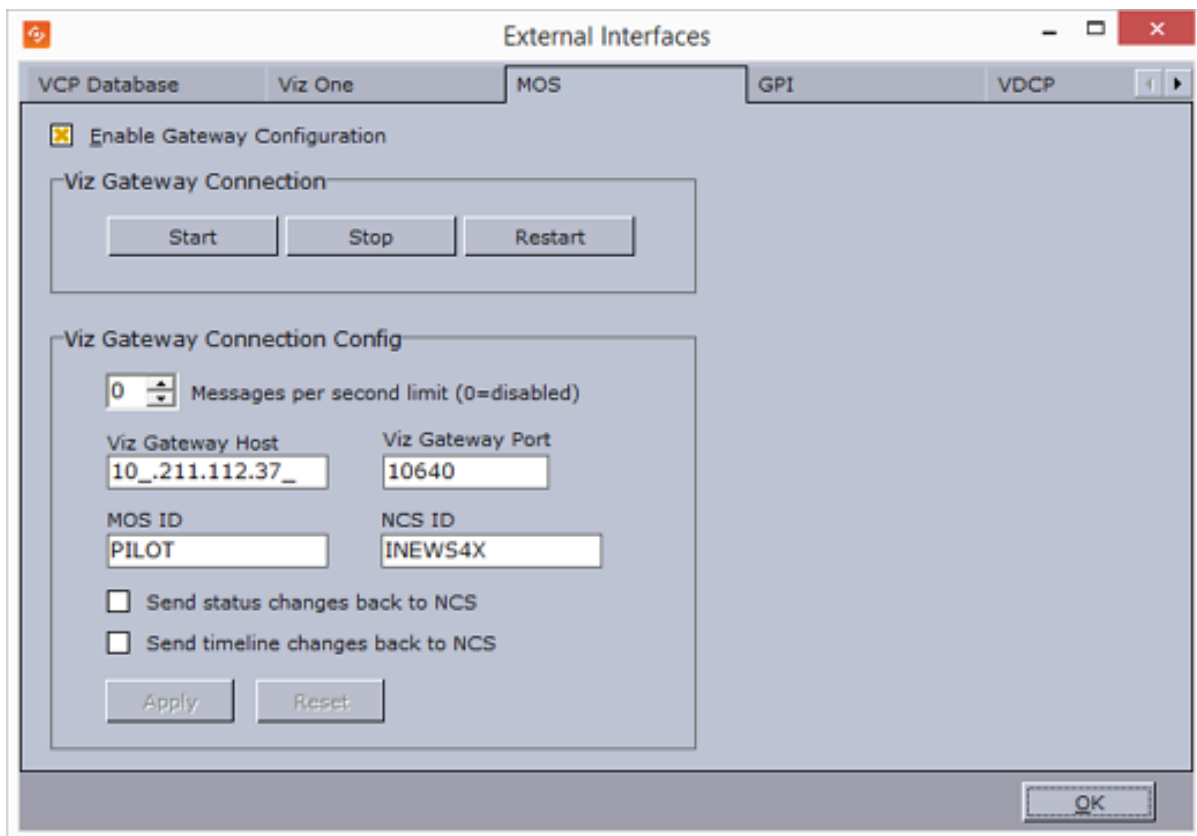 External Interfaces
VCP Database Viz One MOS GPI VDCP
Enable Gateway Configuration
Viz Gateway Connection
Start Stop Restart
Viz Gateway Connection Config
0 Messages per second limit (0=disabled)
Viz Gateway Host Viz Gateway Port
10_.211.112.37_ 10640
MOS ID NCS ID
PILOT INEWS4X
Send status changes back to NCS
Send timeline changes back to NCS
Apply Reset
OK